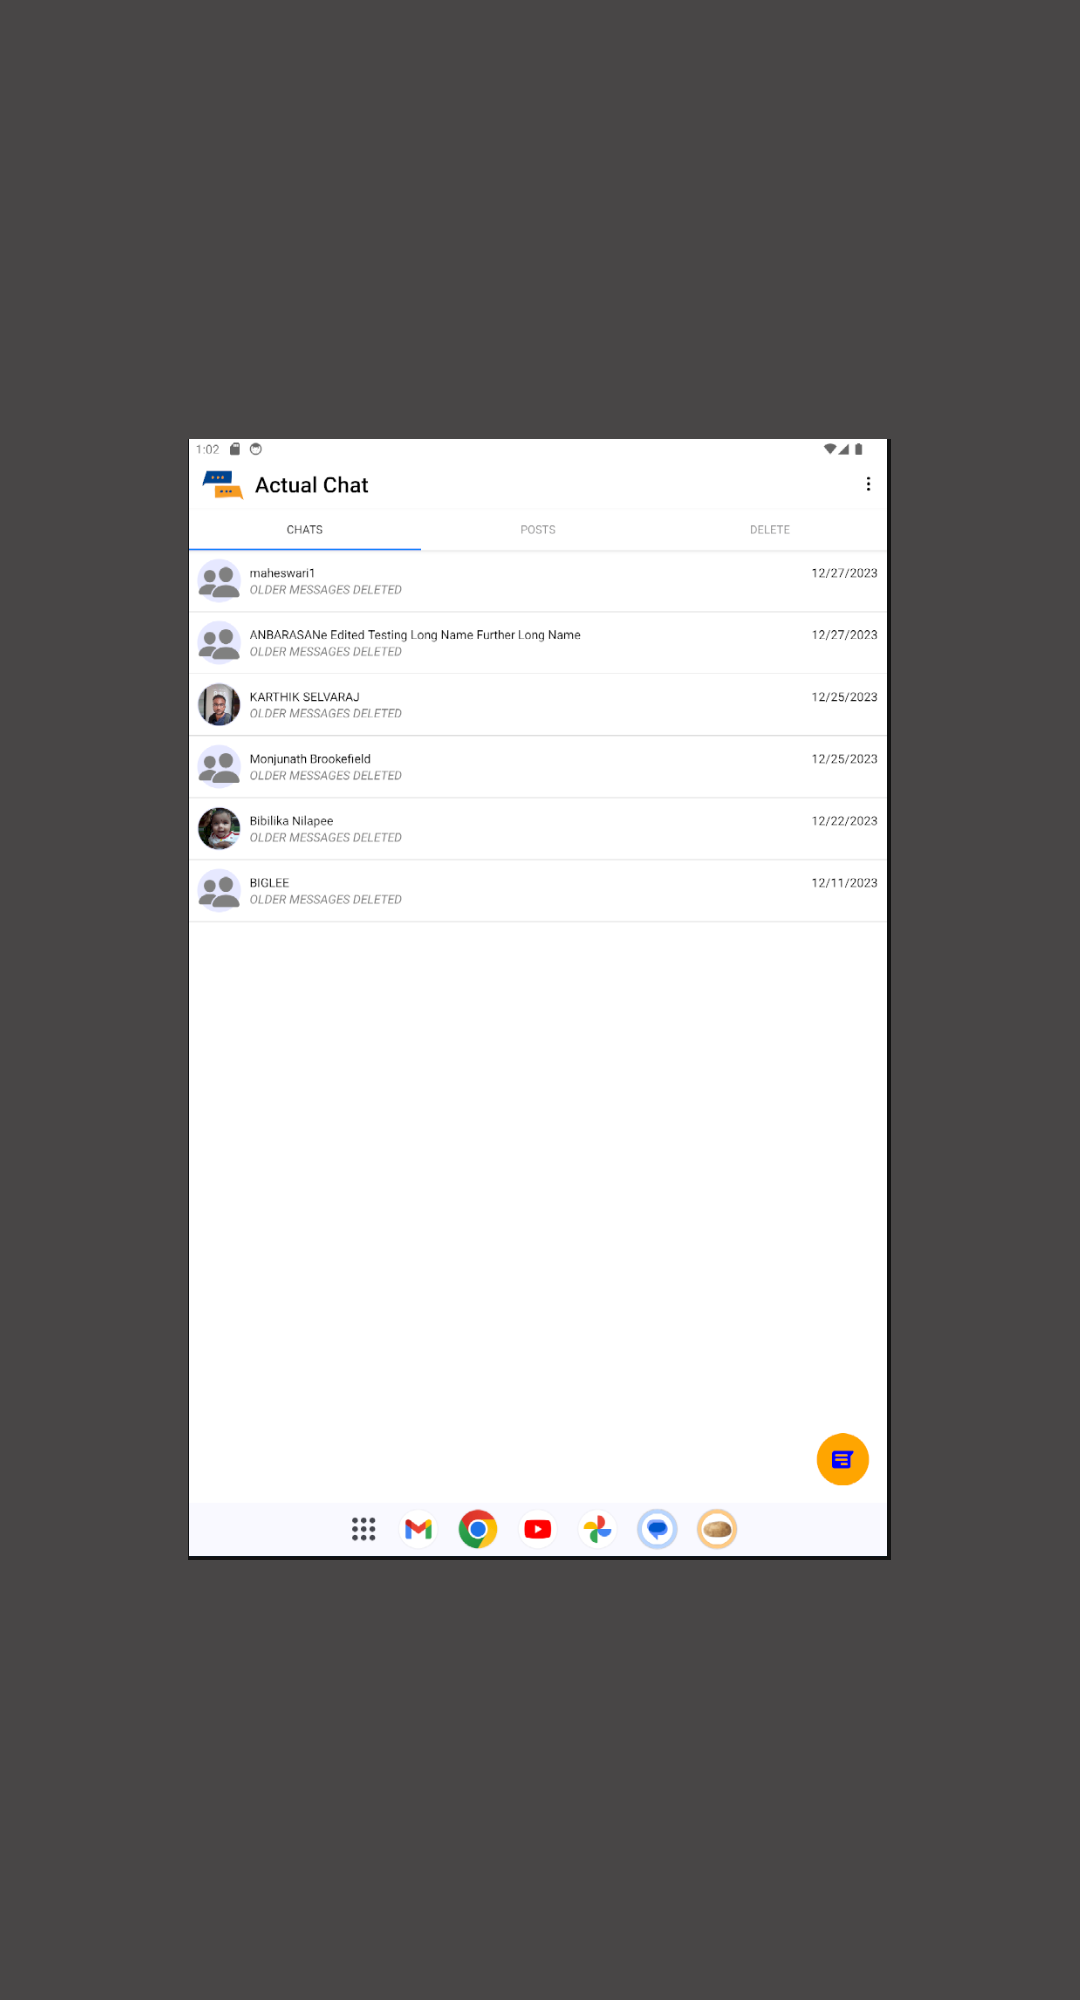 1:02
Actual Chat
CHATS POSTS DELETE
maheswari1 12/27/2023
OLDER MESSAGES DELETED
ANBARASANe Edited Testing Long Name Further Long Name 12/27/2023
OLDER MESSAGES DELETED
KARTHIK SELVARAJ 12/25/2023
OLDER MESSAGES DELETED
Monjunath Brookefield 12/25/2023
OLDER MESSAGES DELETED
Bibilika Nilapee 12/22/2023
OLDER MESSAGES DELETED
BIGLEE 12/11/2023
OLDER MESSAGES DELETED